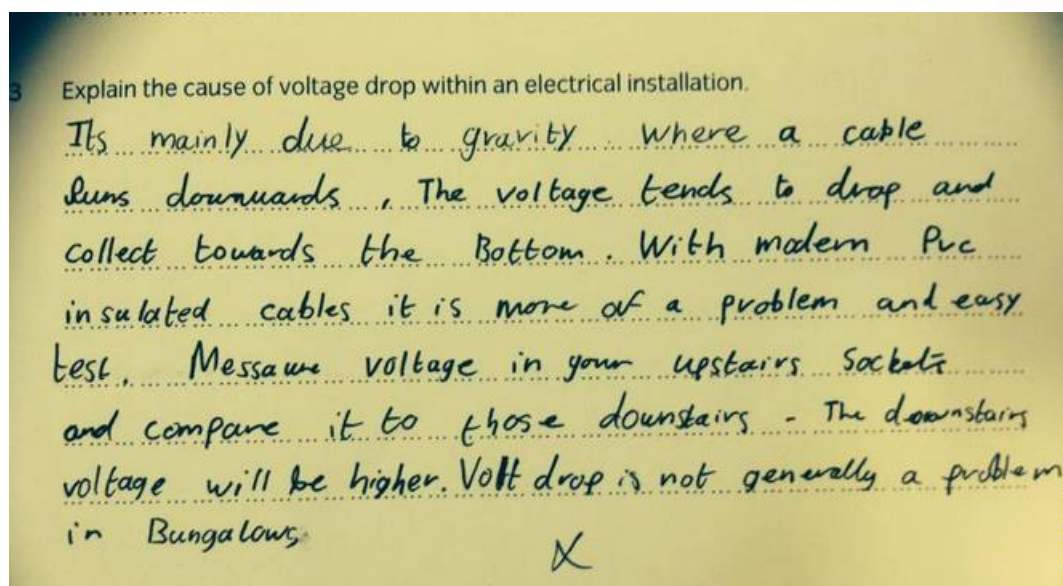 3 Explain the cause of voltage drop within an electrical installation.
Its mainly due to gravity where a cable
Runs downwards, The voltage tends to drop and
collect towards the Bottom. With modern Pvc
insulated cables it is more of a problem and easy
test. Messaure voltage in your upstairs Sockets
and compare it to those downstairs - The downstairs
voltage will be higher. Volt drop is not generally a problem
in Bungalows
X